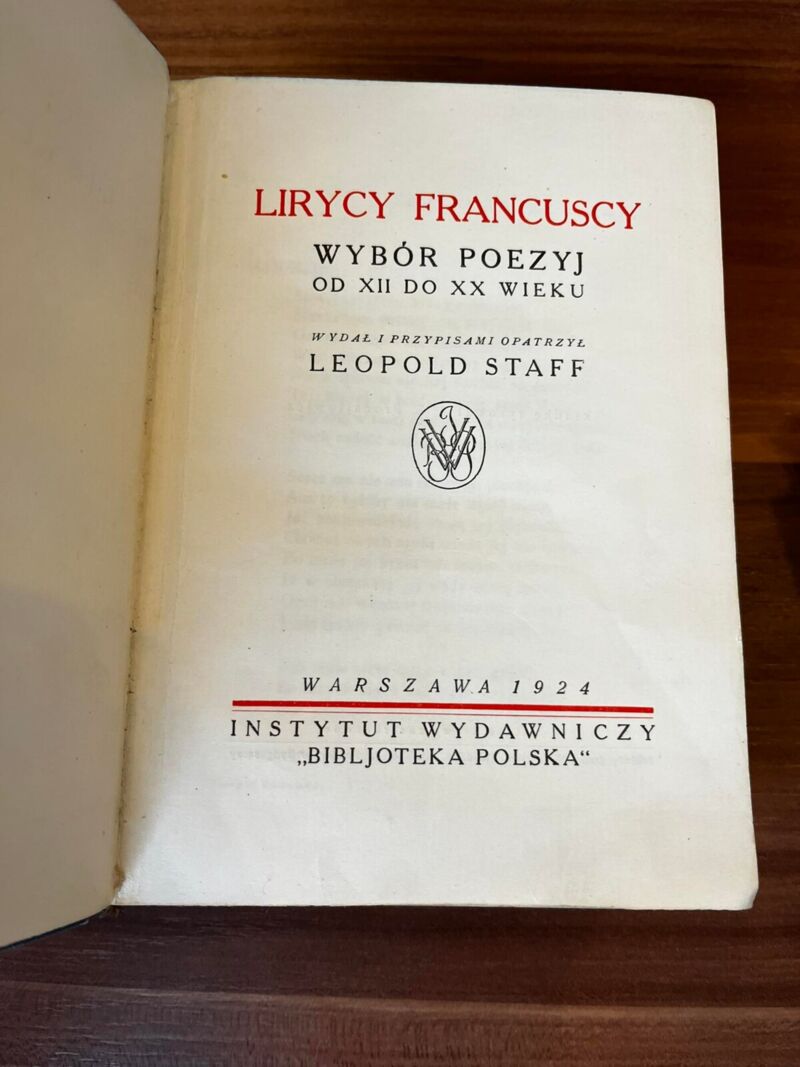 LIRYCY FRANCUSCY
WYBÓR POEZYJ
OD XII DO XX WIEKU
WYDAŁ I PRZYPISAMI OPATRZYŁ
LEOPOLD STAFF
WARSZAWA 1924
INSTYTUT WYDAWNICZY
„BIBLJOTEKA POLSKA“